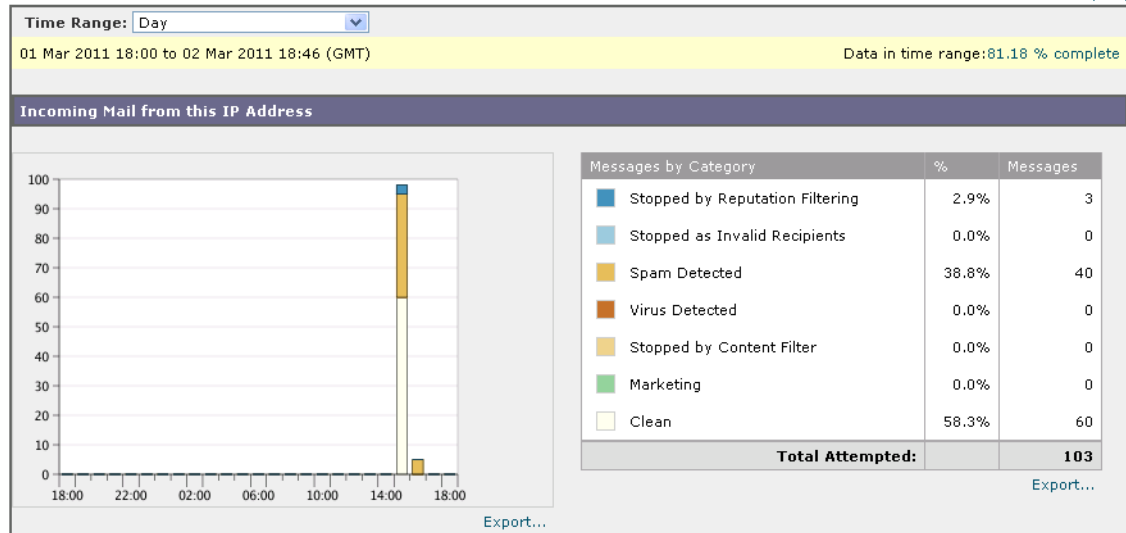 Time Range: Day
01 Mar 2011 18:00 to 02 Mar 2011 18:46 (GMT) Data in time range:81.18 % complete
Incoming Mail from this IP Address
100
90
80
70
60
50
40
30
20
10
0
18:00 22:00 02:00 06:00 10:00 14:00 18:00
Export...
Messages by Category % Messages
Stopped by Reputation Filtering 2.9% 3
Stopped as Invalid Recipients 0.0% 0
Spam Detected 38.8% 40
Virus Detected 0.0% 0
Stopped by Content Filter 0.0% 0
Marketing 0.0% 0
Clean 58.3% 60
Total Attempted: 103
Export...